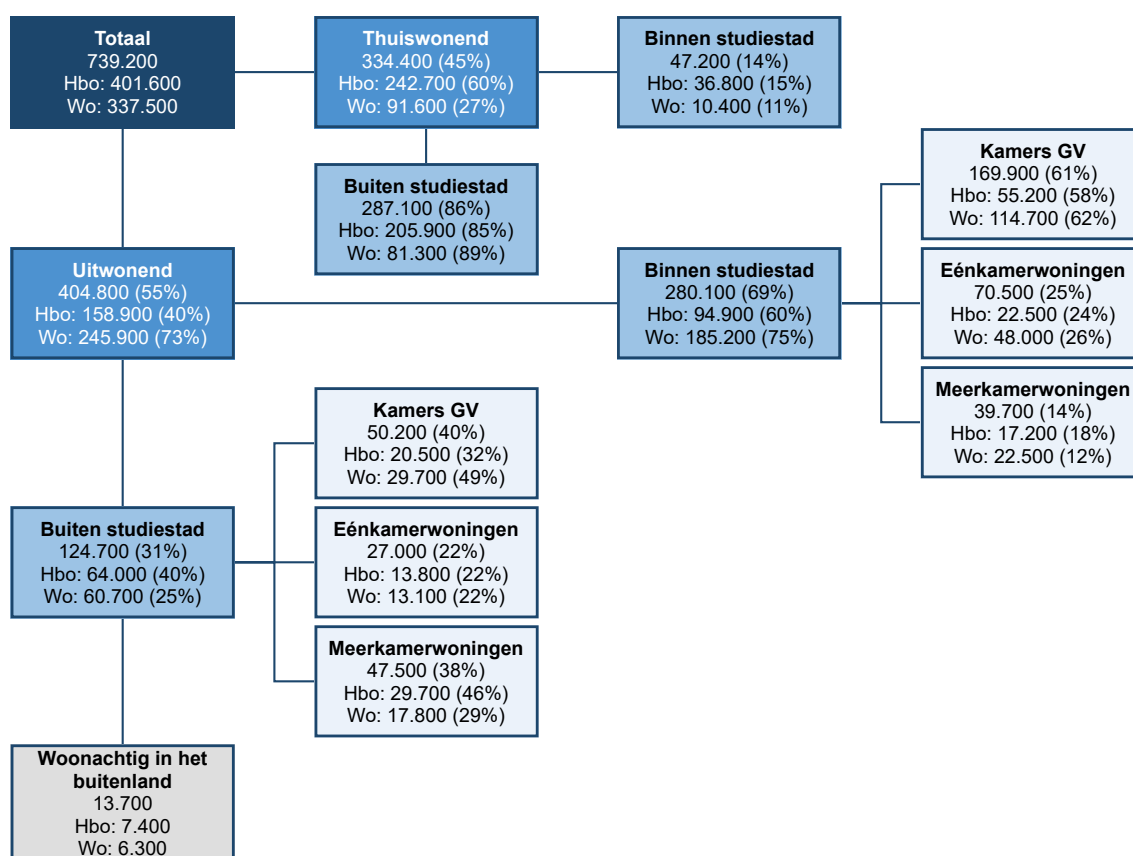 Totaal
739.200
Hbo: 401.600
Wo: 337.500
Thuiswonend
334.400 (45%)
Hbo: 242.700 (60%)
Wo: 91.600 (27%)
Binnen studiestad
47.200 (14%)
Hbo: 36.800 (15%)
Wo: 10.400 (11%)
Buiten studiestad
287.100 (86%)
Hbo: 205.900 (85%)
Wo: 81.300 (89%)
Uitwonend
404.800 (55%)
Hbo: 158.900 (40%)
Wo: 245.900 (73%)
Binnen studiestad
280.100 (69%)
Hbo: 94.900 (60%)
Wo: 185.200 (75%)
Kamers GV
169.900 (61%)
Hbo: 55.200 (58%)
Wo: 114.700 (62%)
Eénkamerwoningen
70.500 (25%)
Hbo: 22.500 (24%)
Wo: 48.000 (26%)
Meerkamerwoningen
39.700 (14%)
Hbo: 17.200 (18%)
Wo: 22.500 (12%)
Buiten studiestad
124.700 (31%)
Hbo: 64.000 (40%)
Wo: 60.700 (25%)
Kamers GV
50.200 (40%)
Hbo: 20.500 (32%)
Wo: 29.700 (49%)
Eénkamerwoningen
27.000 (22%)
Hbo: 13.800 (22%)
Wo: 13.100 (22%)
Meerkamerwoningen
47.500 (38%)
Hbo: 29.700 (46%)
Wo: 17.800 (29%)
Woonachtig in het
buitenland
13.700
Hbo: 7.400
Wo: 6.300